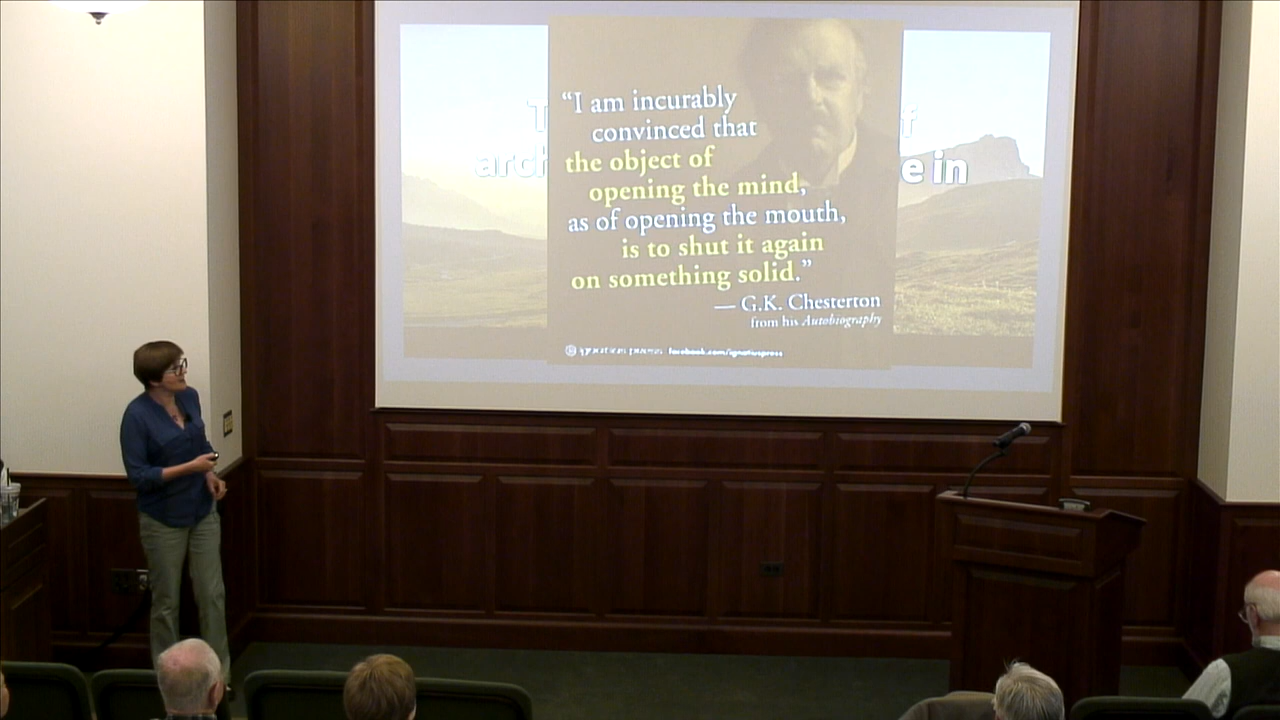 “I am incurably
convinced that
the object of
opening the mind,
as of opening the mouth,
is to shut it again
on something solid.”
— G.K. Chesterton
from his Autobiography
facebook.com/ignatiuspress
e in